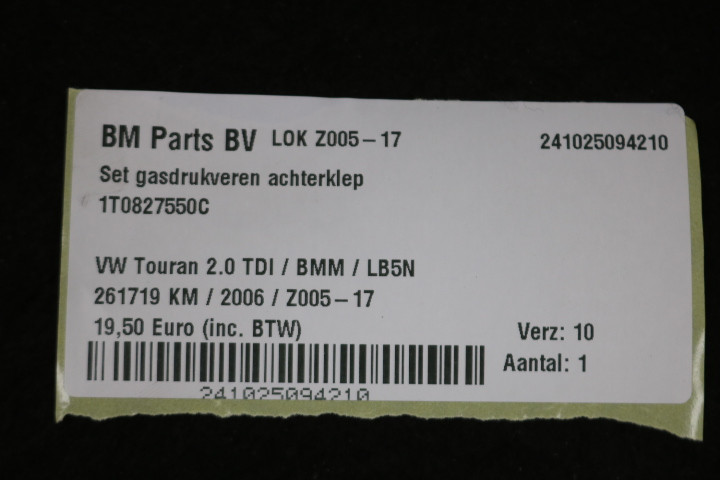 BM Parts BV LOK Z005-17 241025094210
Set gasdrukveren achterklep
1T0827550C
VW Touran 2.0 TDI / BMM / LB5N
261719 KM / 2006 / Z005-17
19,50 Euro (inc. BTW) Verz: 10
Aantal: 1
241025094210